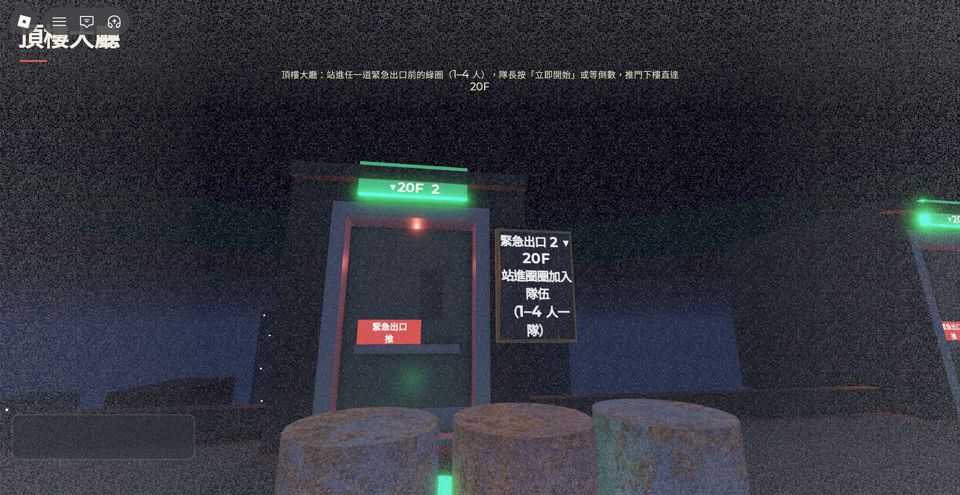 頂樓大廳
頂樓大廳：站進任一道緊急出口前的綠圈（1–4 人），隊長按「立即開始」或等倒數，推門下樓直達
20F
▼20F 2
緊急出口 2 ▼
20F
站進圈圈加入
隊伍
（1–4 人一
隊）
緊急出口
推